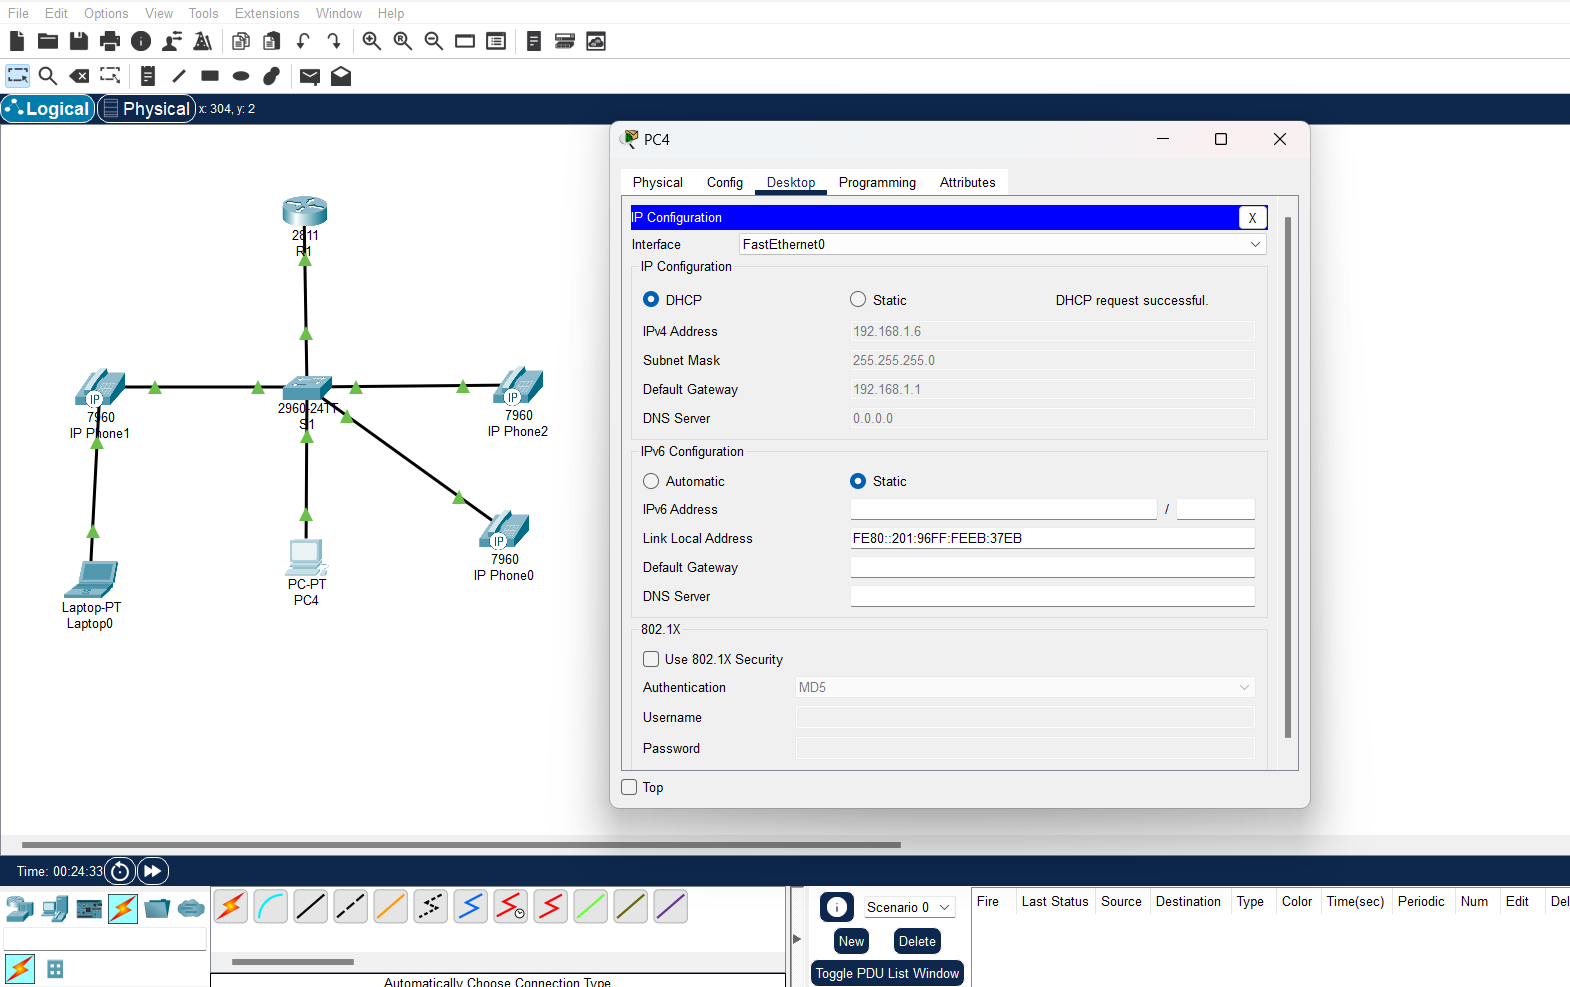 File Edit Options View Tools Extensions Window Help
Logical Physical x: 304, y: 2
2811
R1
7960
IP Phone1
IP
2960-24TT
S1
7960
IP Phone2
IP
7960
IP Phone0
IP
PC-PT
PC4
Laptop-PT
Laptop0
PC4
Physical Config Desktop Programming Attributes
IP Configuration X
Interface FastEthernet0
IP Configuration
DHCP Static DHCP request successful.
IPv4 Address 192.168.1.6
Subnet Mask 255.255.255.0
Default Gateway 192.168.1.1
DNS Server 0.0.0.0
IPv6 Configuration
Automatic Static
IPv6 Address /
Link Local Address FE80::201:96FF:FEEB:37EB
Default Gateway
DNS Server
802.1X
Use 802.1X Security
Authentication MD5
Username
Password
Top
Time: 00:24:33
Scenario 0
New Delete
Toggle PDU List Window
Fire Last Status Source Destination Type Color Time(sec) Periodic Num Edit Del
Automatically Choose Connection Type